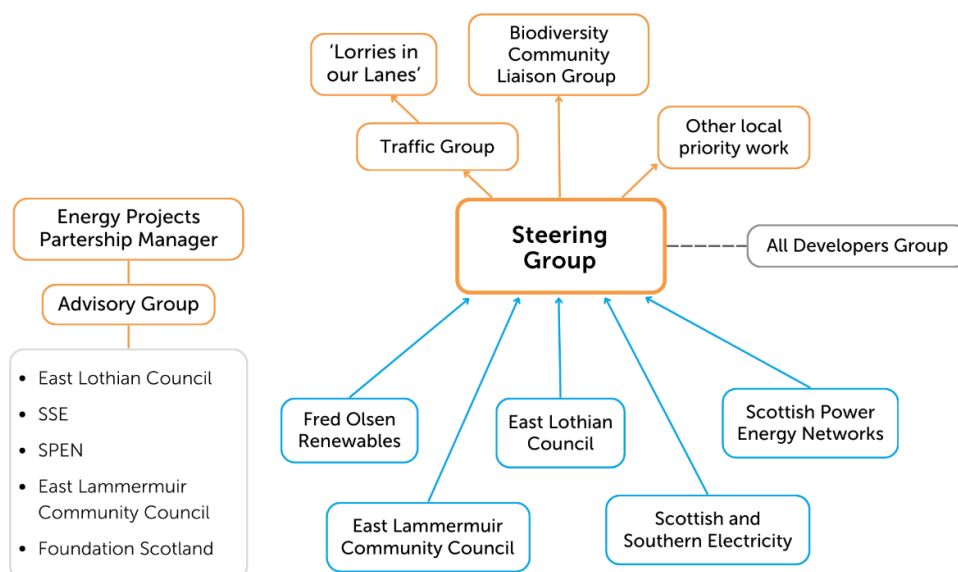 'Lorries in
our Lanes'
Biodiversity
Community
Liaison Group
Traffic Group
Other local
priority work
Energy Projects
Partership Manager
Steering
Group
All Developers Group
Advisory Group
• East Lothian Council
• SSE
• SPEN
• East Lammermuir
Community Council
• Foundation Scotland
Fred Olsen
Renewables
East Lothian
Council
Scottish Power
Energy Networks
East Lammermuir
Community Council
Scottish and
Southern Electricity